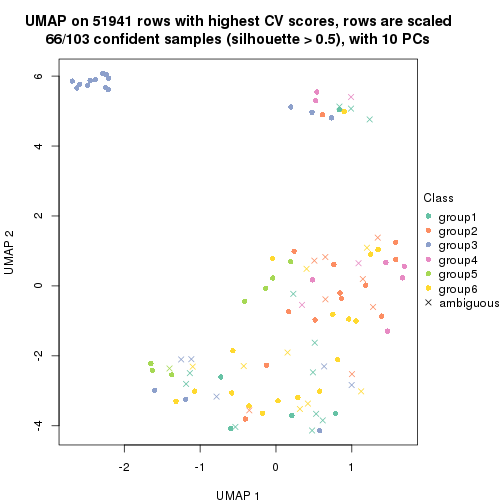 UMAP on 51941 rows with highest CV scores, rows are scaled
66/103 confident samples (silhouette > 0.5), with 10 PCs
6
4
2
0
-2
-4
UMAP 2
-2
-1
0
1
UMAP 1
Class
group1
group2
group3
group4
group5
group6
ambiguous